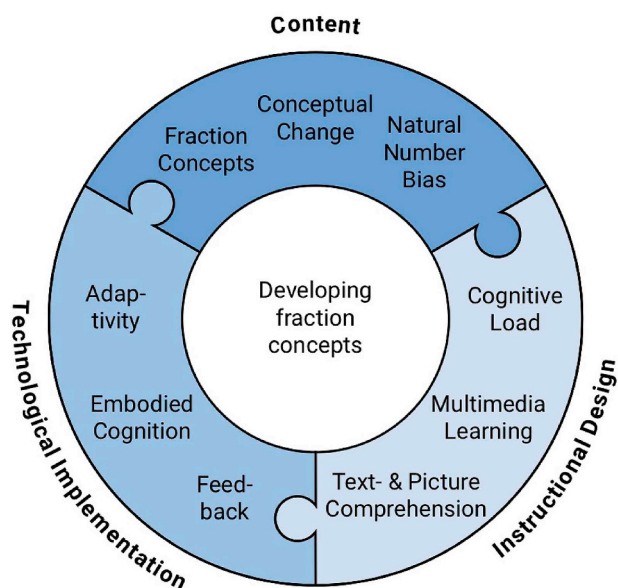 Content
Conceptual
Change
Fraction
Concepts
Natural
Number
Bias
Developing
fraction
concepts
Adap-
tivity
Embodied
Cognition
Feed-
back
Technological Implementation
Cognitive
Load
Multimedia
Learning
Text- & Picture
Comprehension
Instructional Design